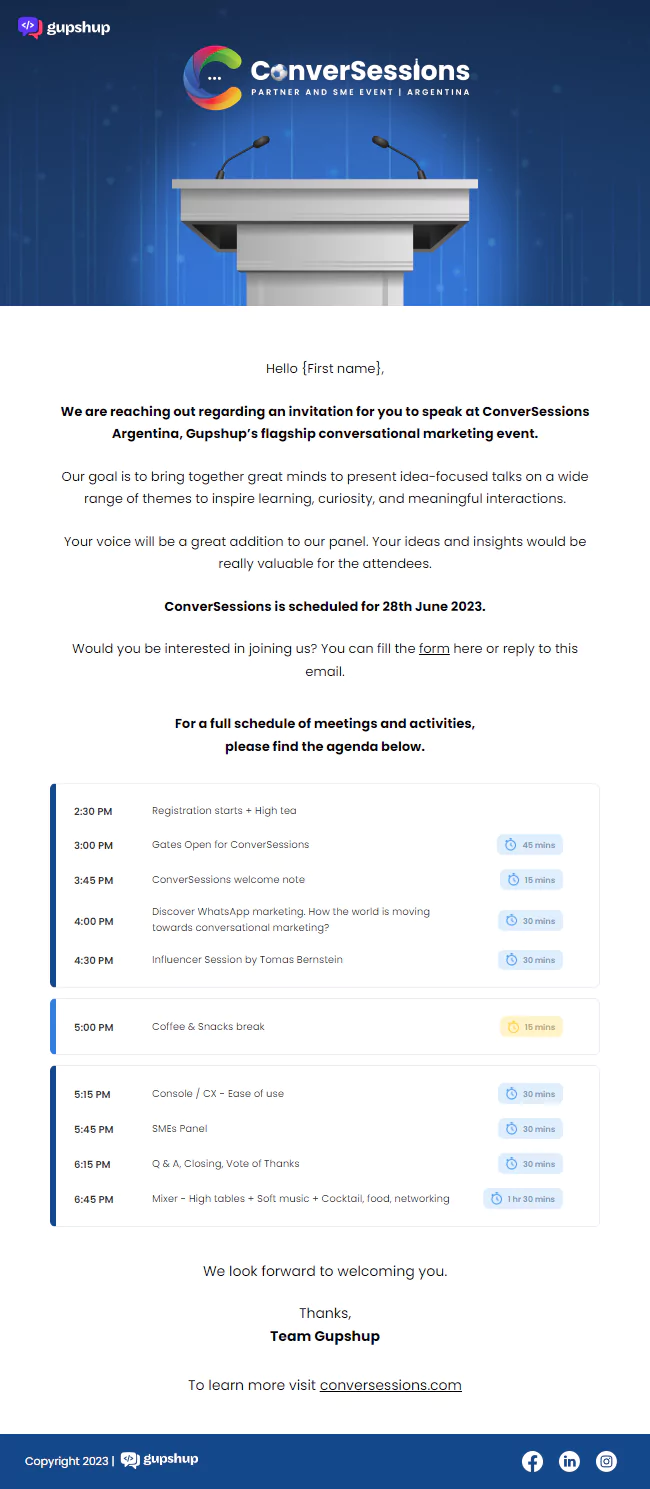 gupshup
ConverSessions
PARTNER AND SME EVENT | ARGENTINA
Hello {First name},
We are reaching out regarding an invitation for you to speak at ConverSessions
Argentina, Gupshup’s flagship conversational marketing event.
Our goal is to bring together great minds to present idea-focused talks on a wide
range of themes to inspire learning, curiosity, and meaningful interactions.
Your voice will be a great addition to our panel. Your ideas and insights would be
really valuable for the attendees.
ConverSessions is scheduled for 28th June 2023.
Would you be interested in joining us? You can fill the form here or reply to this
email.
For a full schedule of meetings and activities,
please find the agenda below.
2:30 PM Registration starts + High tea
3:00 PM Gates Open for ConverSessions 45 mins
3:45 PM ConverSessions welcome note 15 mins
4:00 PM Discover WhatsApp marketing. How the world is moving
towards conversational marketing? 30 mins
4:30 PM Influencer Session by Tomas Bernstein 30 mins
5:00 PM Coffee & Snacks break 15 mins
5:15 PM Console / CX - Ease of use 30 mins
5:45 PM SMEs Panel 30 mins
6:15 PM Q & A, Closing, Vote of Thanks 30 mins
6:45 PM Mixer - High tables + Soft music + Cocktail, food, networking 1 hr 30 mins
We look forward to welcoming you.
Thanks,
Team Gupshup
To learn more visit conversessions.com
Copyright 2023 | gupshup